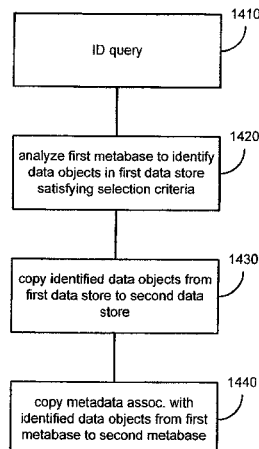 1410
ID query
1420
analyze first metabase to identify
data objects in first data store
satisfying selection criteria
1430
copy identified data objects from
first data store to second data
store
1440
copy metadata assoc. with
identified data objects from first
metabase to second metabase